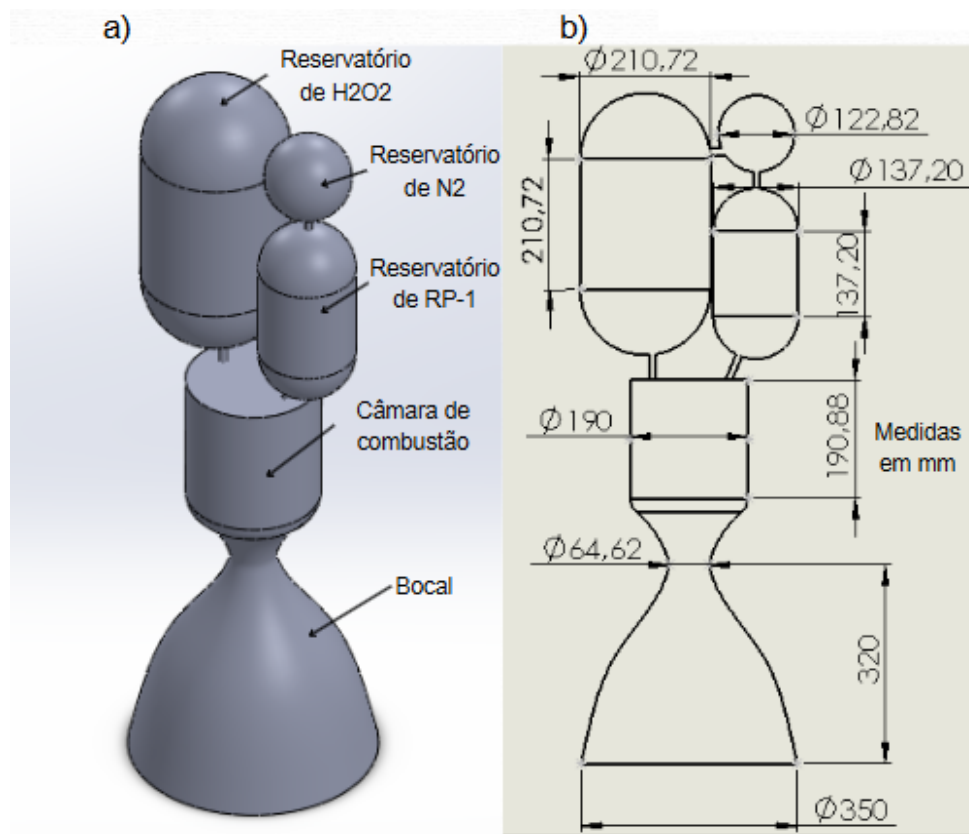 a)
Reservatório
de H2O2
Reservatório
de N2
Reservatório
de RP-1
Câmara de
combustão
Bocal
b)
Ø210,72
Ø122,82
Ø137,20
210,72
137,20
Ø190
190,88
Medidas
em mm
Ø64,62
320
Ø350